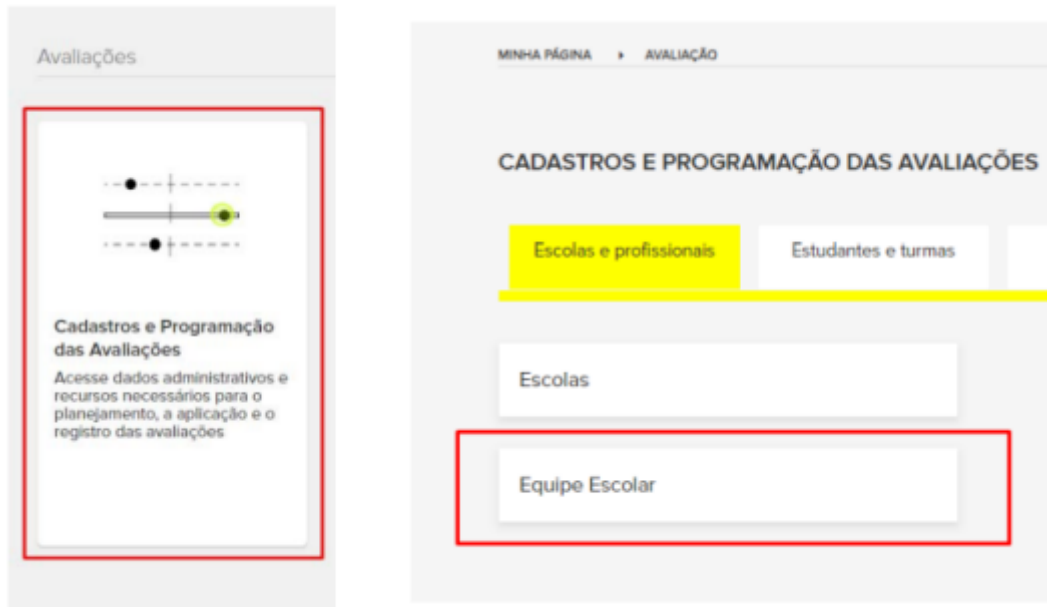 Avaliações
Cadastros e Programação
das Avaliações
Acesse dados administrativos e
recursos necessários para o
planejamento, a aplicação e o
registro das avaliações
MINHA PÁGINA ▸ AVALIAÇÃO
CADASTROS E PROGRAMAÇÃO DAS AVALIAÇÕES
Escolas e profissionais
Estudantes e turmas
Escolas
Equipe Escolar